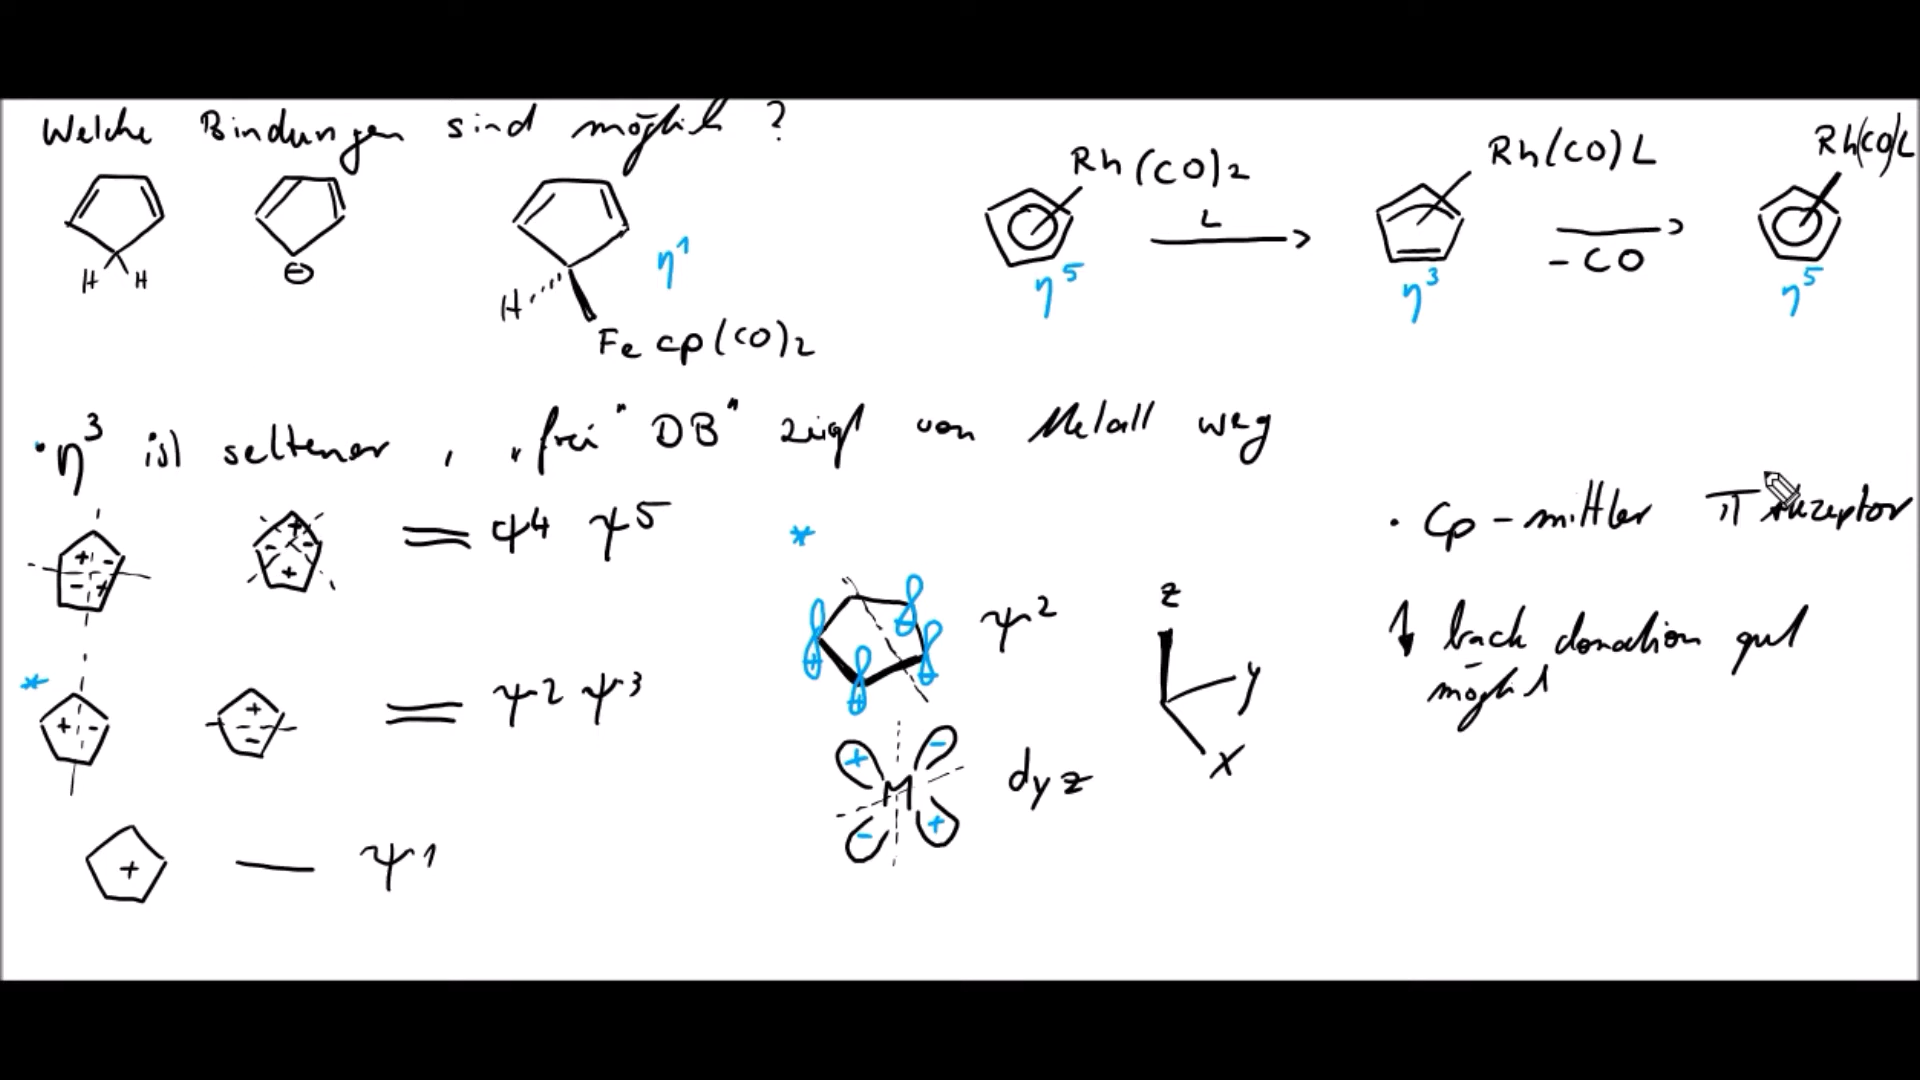 Welche Bindungen sind möglich ?
H H
⊖
H
Fe cp(CO)2
η1
Rh(CO)2
η5
L
Rh(CO)L
η3
-CO
Rh(CO)L
η5
• η3 ist seltener , "frei" DB" zeigt von Metall weg
+ - - +
+ - - +
ψ4 ψ5
*
+ -
+ -
ψ2 ψ3
+
ψ1
*
ψ2
+ - - +
M
dyz
z
y
x
• Cp - mittler π Akzeptor
↓ back donation gut
möglich